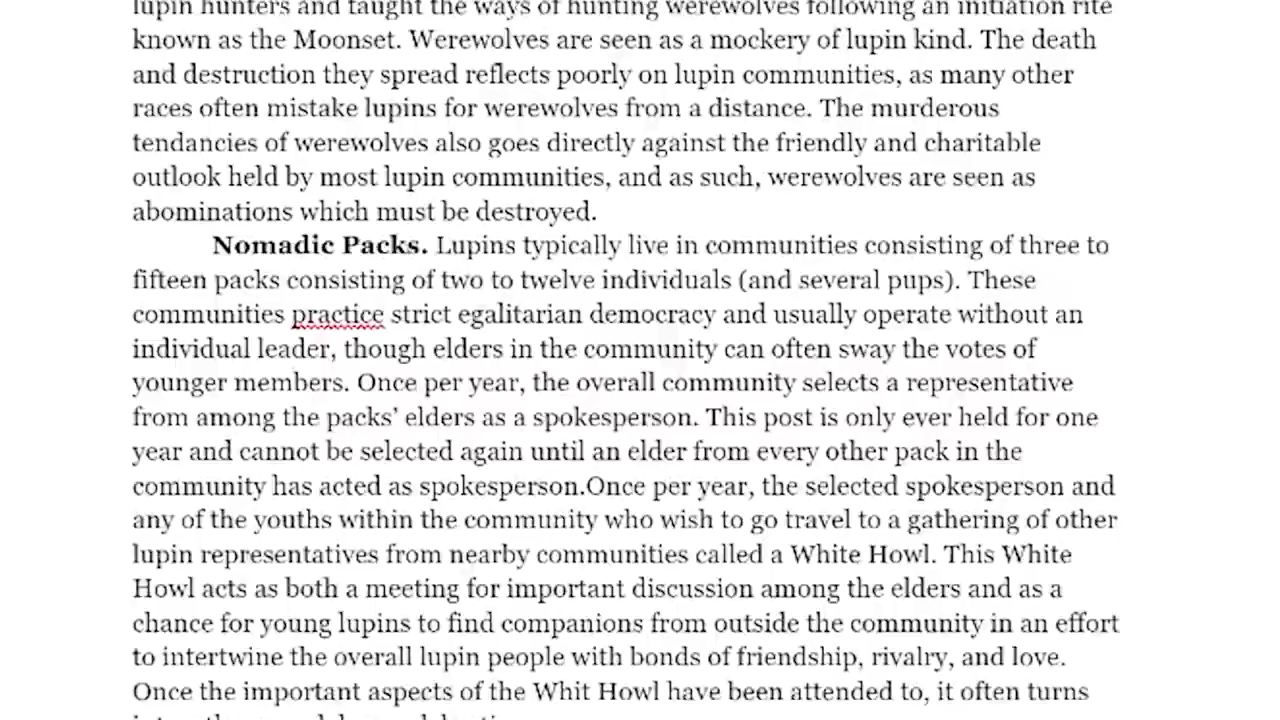 lupin hunters and taught the ways of hunting werewolves following an initiation rite
known as the Moonset. Werewolves are seen as a mockery of lupin kind. The death
and destruction they spread reflects poorly on lupin communities, as many other
races often mistake lupins for werewolves from a distance. The murderous
tendancies of werewolves also goes directly against the friendly and charitable
outlook held by most lupin communities, and as such, werewolves are seen as
abominations which must be destroyed.
Nomadic Packs. Lupins typically live in communities consisting of three to
fifteen packs consisting of two to twelve individuals (and several pups). These
communities practice strict egalitarian democracy and usually operate without an
individual leader, though elders in the community can often sway the votes of
younger members. Once per year, the overall community selects a representative
from among the packs’ elders as a spokesperson. This post is only ever held for one
year and cannot be selected again until an elder from every other pack in the
community has acted as spokesperson.Once per year, the selected spokesperson and
any of the youths within the community who wish to go travel to a gathering of other
lupin representatives from nearby communities called a White Howl. This White
Howl acts as both a meeting for important discussion among the elders and as a
chance for young lupins to find companions from outside the community in an effort
to intertwine the overall lupin people with bonds of friendship, rivalry, and love.
Once the important aspects of the Whit Howl have been attended to, it often turns